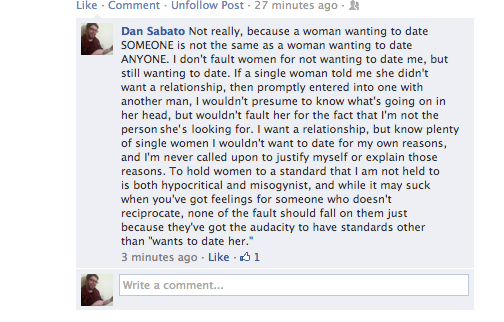 Like · Comment · Unfollow Post · 27 minutes ago ·
Dan Sabato Not really, because a woman wanting to date
SOMEONE is not the same as a woman wanting to date
ANYONE. I don't fault women for not wanting to date me, but
still wanting to date. If a single woman told me she didn't
want a relationship, then promptly entered into one with
another man, I wouldn't presume to know what's going on in
her head, but wouldn't fault her for the fact that I'm not the
person she's looking for. I want a relationship, but know plenty
of single women I wouldn't want to date for my own reasons,
and I'm never called upon to justify myself or explain those
reasons. To hold women to a standard that I am not held to
is both hypocritical and misogynist, and while it may suck
when you've got feelings for someone who doesn't
reciprocate, none of the fault should fall on them just
because they've got the audacity to have standards other
than "wants to date her."
3 minutes ago · Like · 1
Write a comment...